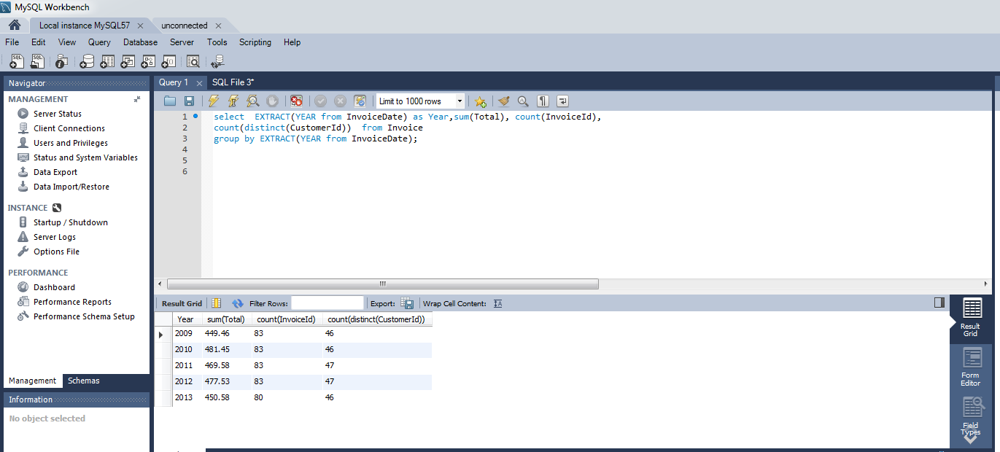 MySQL Workbench
Local instance MySQL57 unconnected
File Edit View Query Database Server Tools Scripting Help
Navigator
MANAGEMENT
Server Status
Client Connections
Users and Privileges
Status and System Variables
Data Export
Data Import/Restore
INSTANCE
Startup / Shutdown
Server Logs
Options File
PERFORMANCE
Dashboard
Performance Reports
Performance Schema Setup
Management Schemas
Information
No object selected
Query 1 SQL File 3*
Limit to 1000 rows
1 select EXTRACT(YEAR from InvoiceDate) as Year,sum(Total), count(InvoiceId),
2 count(distinct(CustomerId)) from Invoice
3 group by EXTRACT(YEAR from InvoiceDate);
4
5
6
Result Grid Filter Rows: Export: Wrap Cell Content:
Year sum(Total) count(InvoiceId) count(distinct(CustomerId))
2009 449.46 83 46
2010 481.45 83 46
2011 469.58 83 47
2012 477.53 83 47
2013 450.58 80 46
Result
Grid
Form
Editor
Field
Types